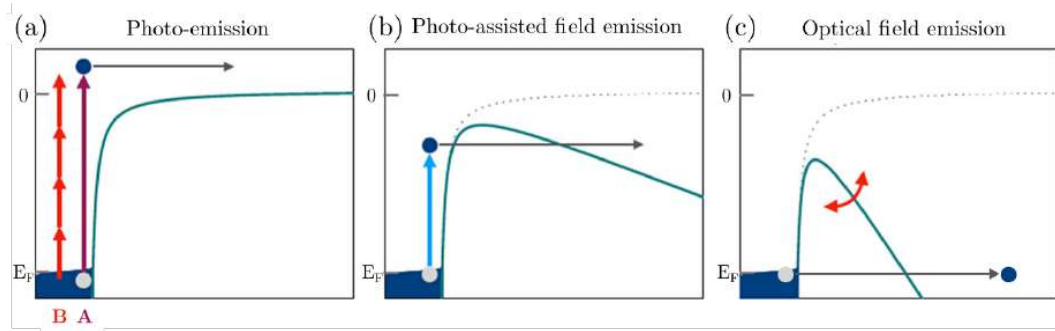 (a) Photo-emission
0
E_F
B A
(b) Photo-assisted field emission
0
E_F
(c) Optical field emission
0
E_F